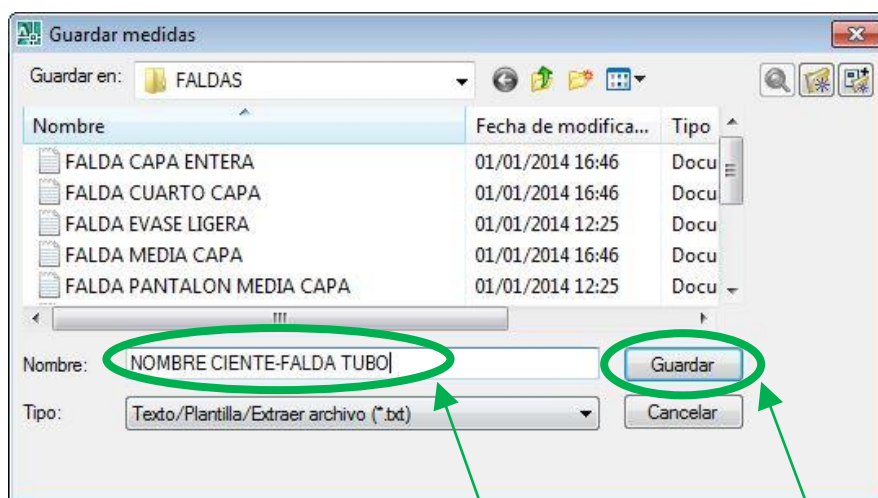 Guardar medidas
Guardar en: FALDAS
Nombre Fecha de modifica... Tipo
FALDA CAPA ENTERA 01/01/2014 16:46 Docu
FALDA CUARTO CAPA 01/01/2014 16:46 Docu
FALDA EVASE LIGERA 01/01/2014 12:25 Docu
FALDA MEDIA CAPA 01/01/2014 16:46 Docu
FALDA PANTALON MEDIA CAPA 01/01/2014 12:25 Docu
Nombre: NOMBRE CIENTE-FALDA TUBO Guardar
Tipo: Texto/Plantilla/Extraer archivo (*.txt) Cancelar